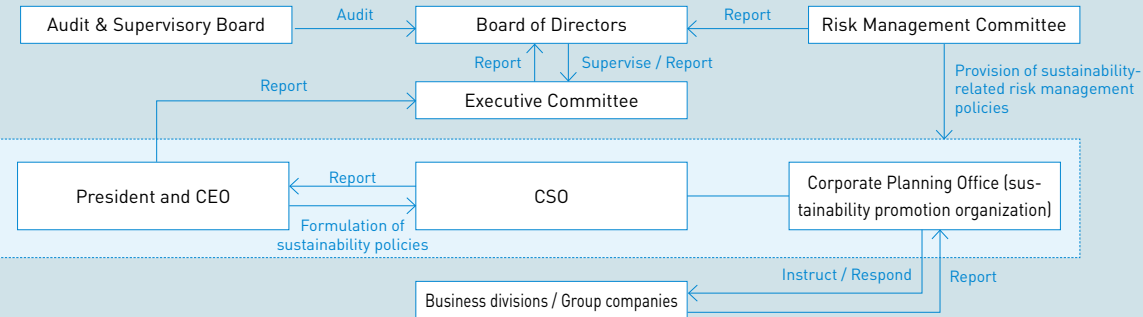 Audit & Supervisory Board
Audit
Board of Directors
Report
Risk Management Committee
Report
Supervise / Report
Provision of sustainability-
related risk management
policies
Report
Executive Committee
President and CEO
Report
CSO
Corporate Planning Office (sus-
tainability promotion organization)
Formulation of
sustainability policies
Instruct / Respond
Report
Business divisions / Group companies